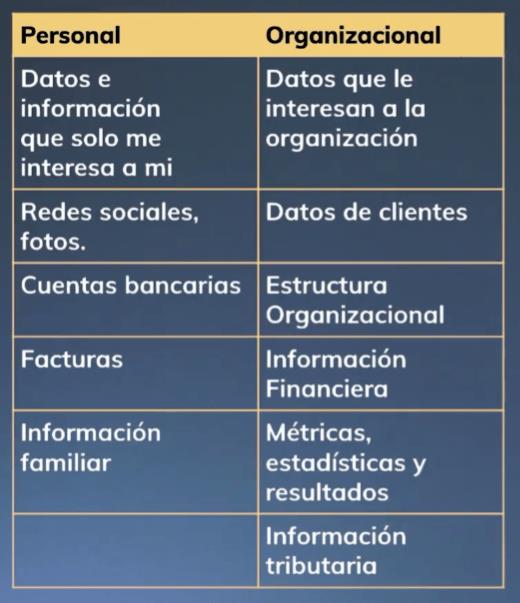 Personal
Organizacional
Datos e
información
que solo me
interesa a mi
Datos que le
interesan a la
organización
Redes sociales,
fotos.
Datos de clientes
Cuentas bancarias
Estructura
Organizacional
Facturas
Información
Financiera
Información
familiar
Métricas,
estadísticas y
resultados
Información
tributaria